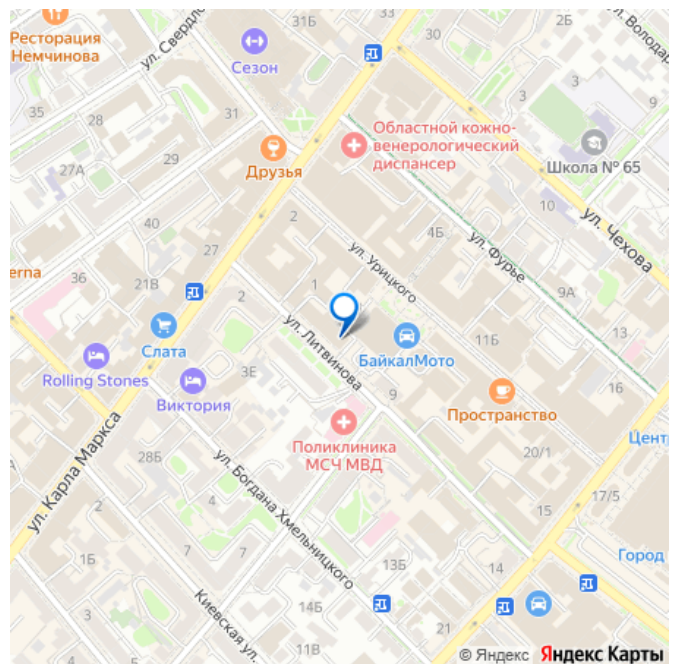 Ресторация
Немчинова
ул. Свердло
30
2Б
ул. Володар
Сезон
35
28
31
33
3
3
9
Областной кожно-
венерологический
диспансер
Друзья
Школа № 65
27А
29
40
2
10
4Б
ул. Чехова
ул. Фурье
ул. Урицкого
27
erna
36
21В
1
2
9А
ул. Литвинова
13
11Б
Слата
БайкалМото
Rolling Stones
3Е
16
Виктория
9
Пространство
Поликлиника
МСЧ МВД
Цент
20/1
ул. Карла Маркса
28Б
ул. Богдана Хмельницкого
17/5
4
2
15
1Б
7
7
13Б
Город
14
Киевская ул.
3
14Б
21
© Яндекс Яндекс Карты